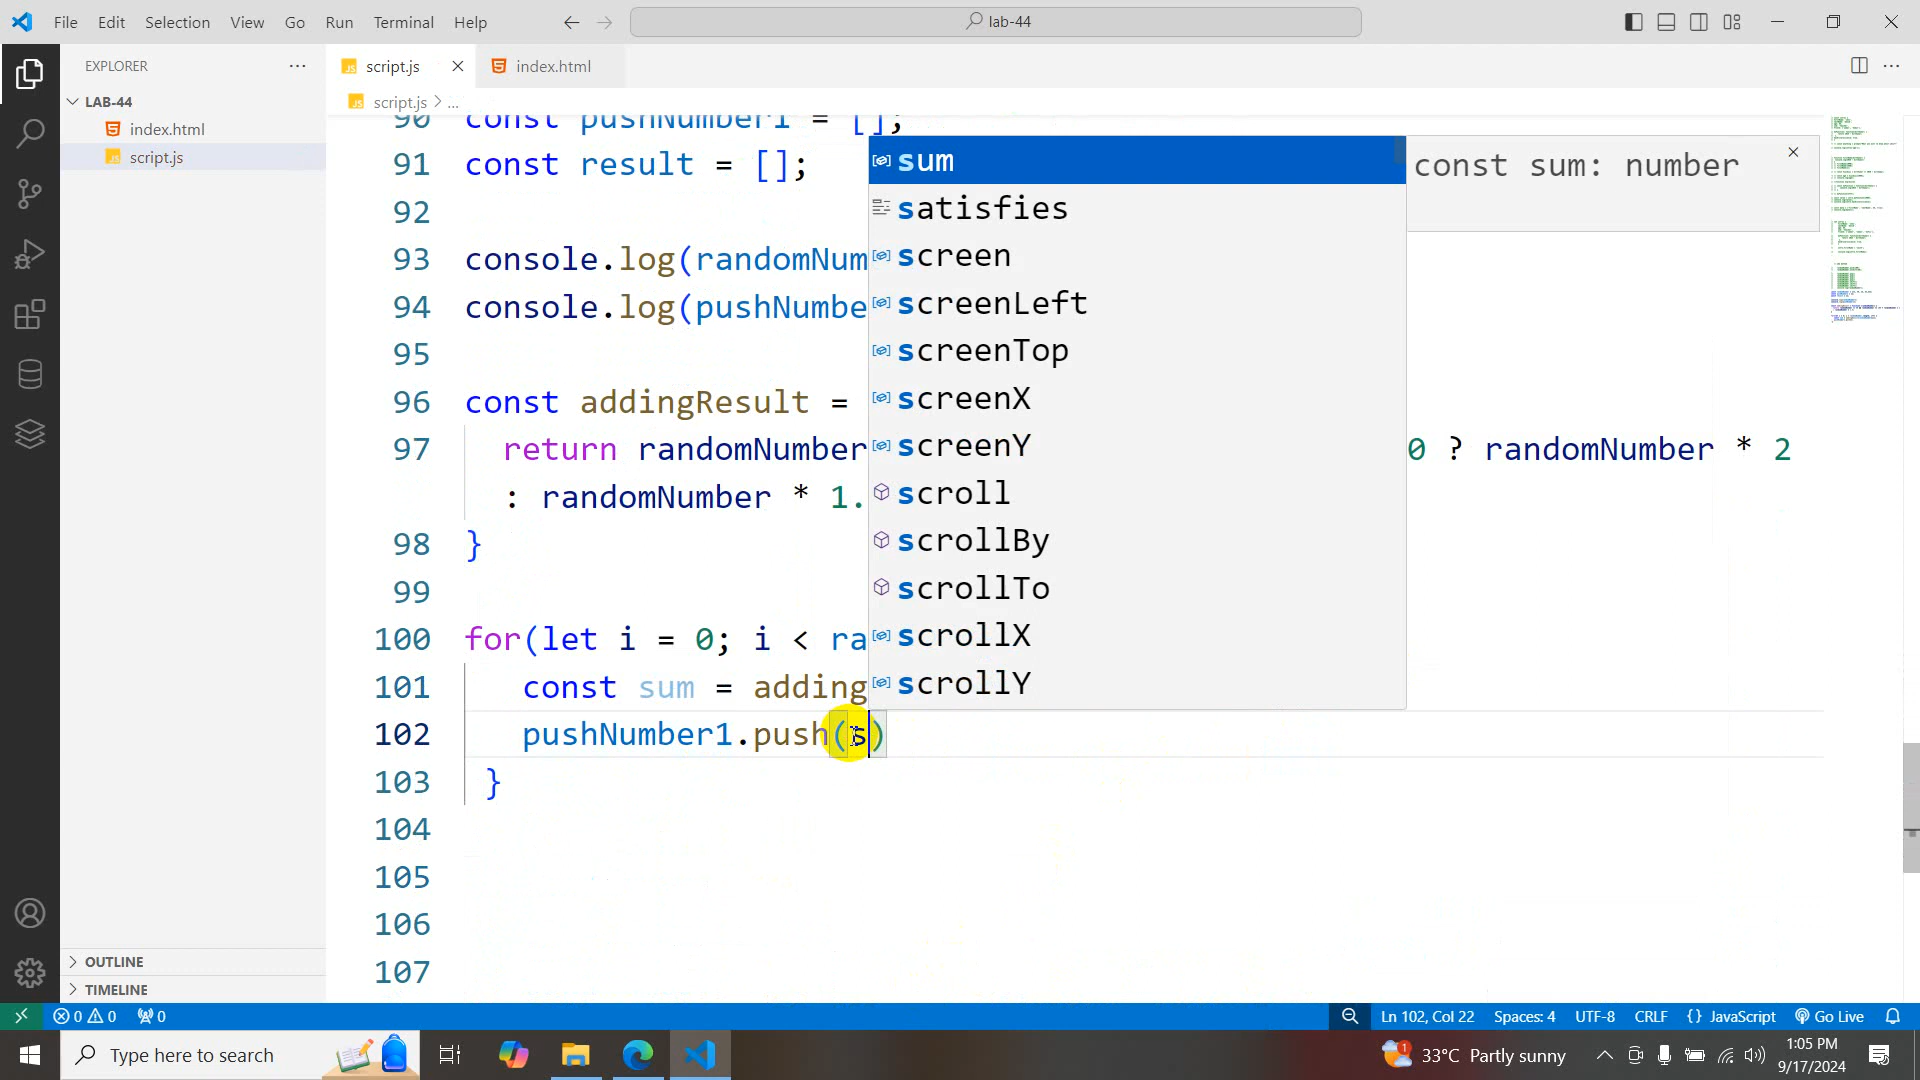 File Edit Selection View Go Run Terminal Help
lab-44
EXPLORER
script.js
index.html
LAB-44
index.html
script.js
script.js > ...
90 const pushNumber1 = [];
91 const result = [];
92
93 console.log(randomNum
94 console.log(pushNumbe
95
96 const addingResult =
97 return randomNumber 0 ? randomNumber * 2
: randomNumber * 1.
98 }
99
100 for(let i = 0; i < ra
101 const sum = adding
102 pushNumber1.push(s)
103 }
104
105
106
107
sum
satisfies
screen
screenLeft
screenTop
screenX
screenY
scroll
scrollBy
scrollTo
scrollX
scrollY
const sum: number
OUTLINE
TIMELINE
0 0 0
Ln 102, Col 22 Spaces: 4 UTF-8 CRLF {} JavaScript Go Live
Type here to search
1
33°C Partly sunny
1:05 PM
9/17/2024